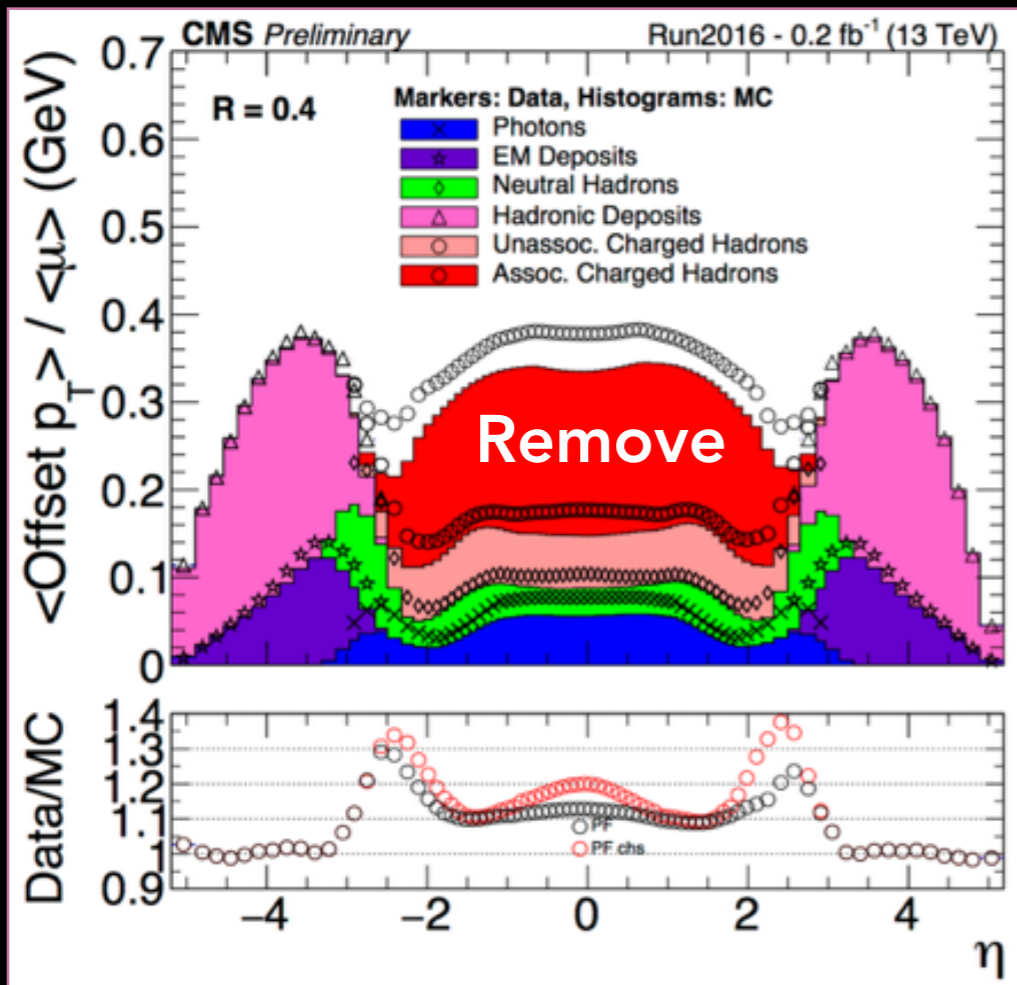 CMS Preliminary Run2016 - 0.2 fb⁻¹ (13 TeV)
<Offset p_T> / <μ> (GeV)
0.7
0.6
0.5
0.4
0.3
0.2
0.1
0
R = 0.4
Markers: Data, Histograms: MC
Photons
EM Deposits
Neutral Hadrons
Hadronic Deposits
Unassoc. Charged Hadrons
Assoc. Charged Hadrons
Remove
Data/MC
1.4
1.3
1.2
1.1
1
0.9
PF
PF chs
−4 −2 0 2 4
η